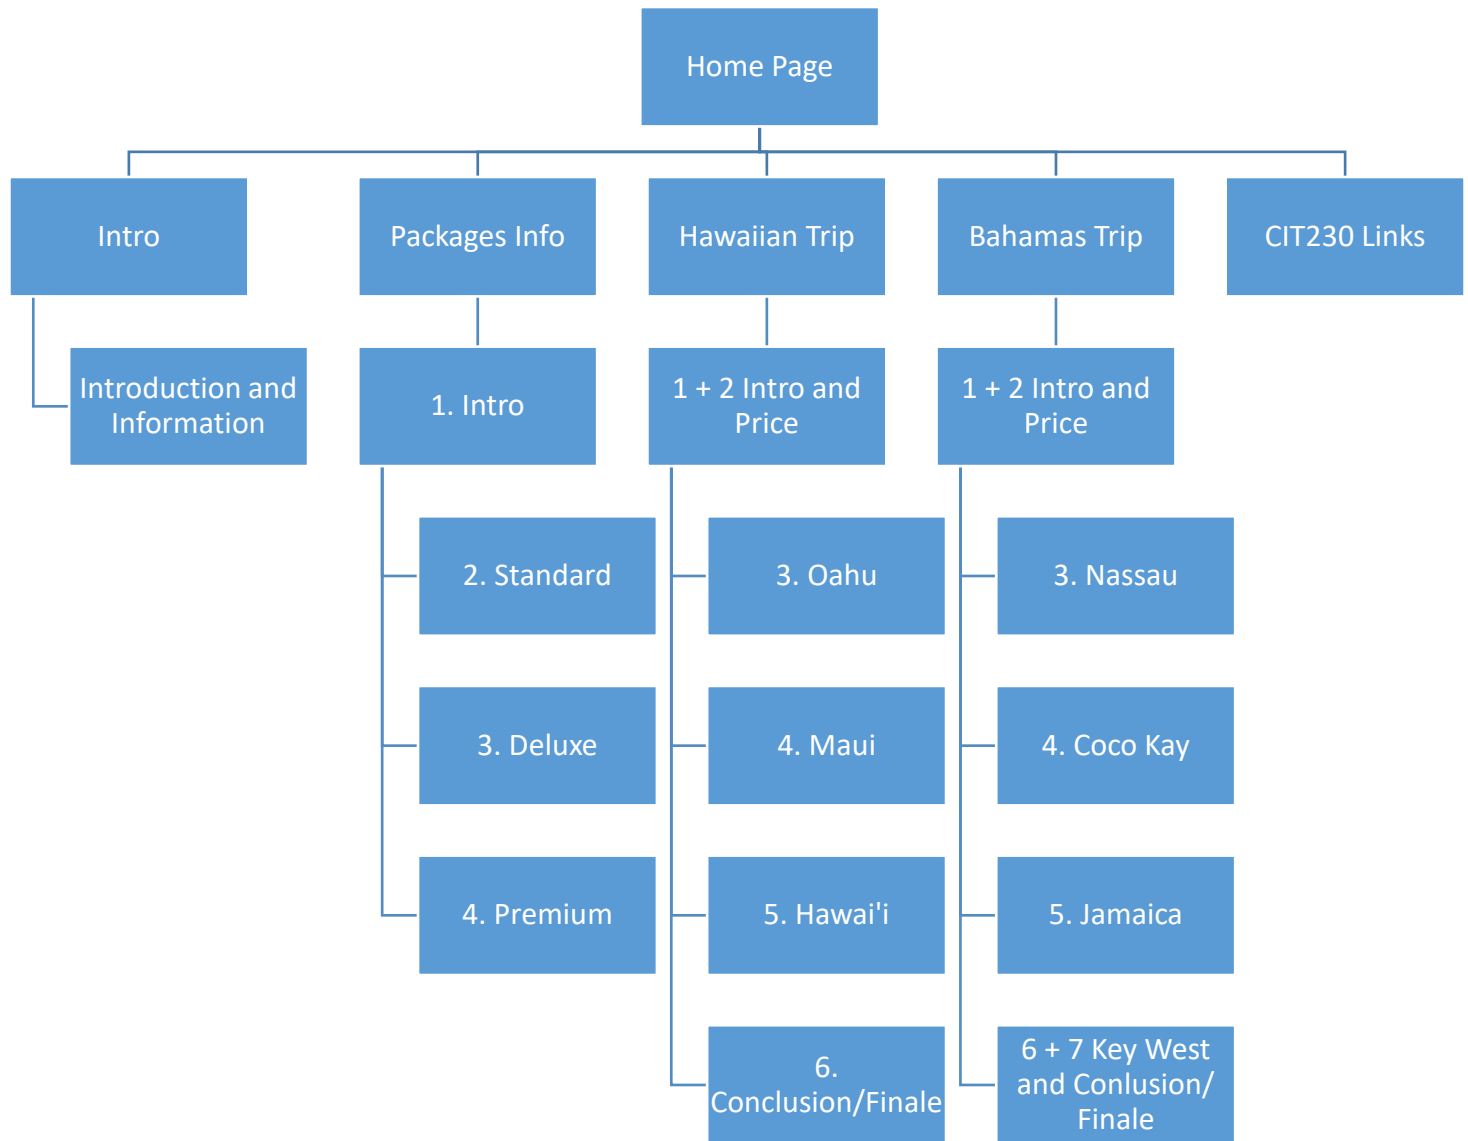 Home Page
Intro
Packages Info
Hawaiian Trip
Bahamas Trip
CIT230 Links
Introduction and
Information
1. Intro
1 + 2 Intro and
Price
1 + 2 Intro and
Price
2. Standard
3. Oahu
3. Nassau
3. Deluxe
4. Maui
4. Coco Kay
4. Premium
5. Hawai'i
5. Jamaica
6.
Conclusion/Finale
6 + 7 Key West
and Conlusion/
Finale